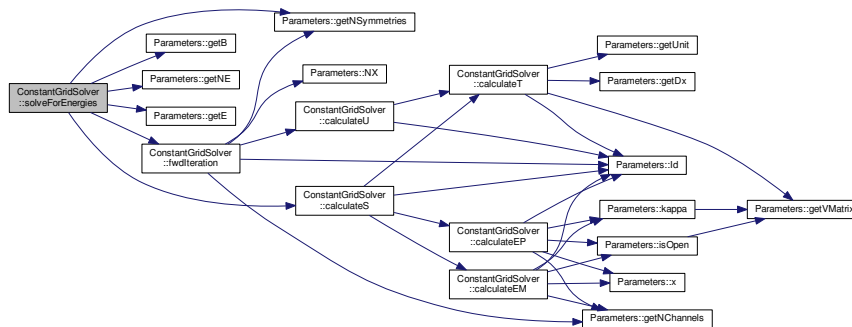 Parameters::getNSymmetries
Parameters::getB
Parameters::getNE
Parameters::getE
ConstantGridSolver
::solveForEnergies
Parameters::NX
ConstantGridSolver
::calculateU
ConstantGridSolver
::fwdIteration
ConstantGridSolver
::calculateS
ConstantGridSolver
::calculateT
Parameters::getUnit
Parameters::getDx
Parameters::Id
Parameters::kappa
Parameters::getVMatrix
Parameters::isOpen
ConstantGridSolver
::calculateEP
ConstantGridSolver
::calculateEM
Parameters::x
Parameters::getNChannels